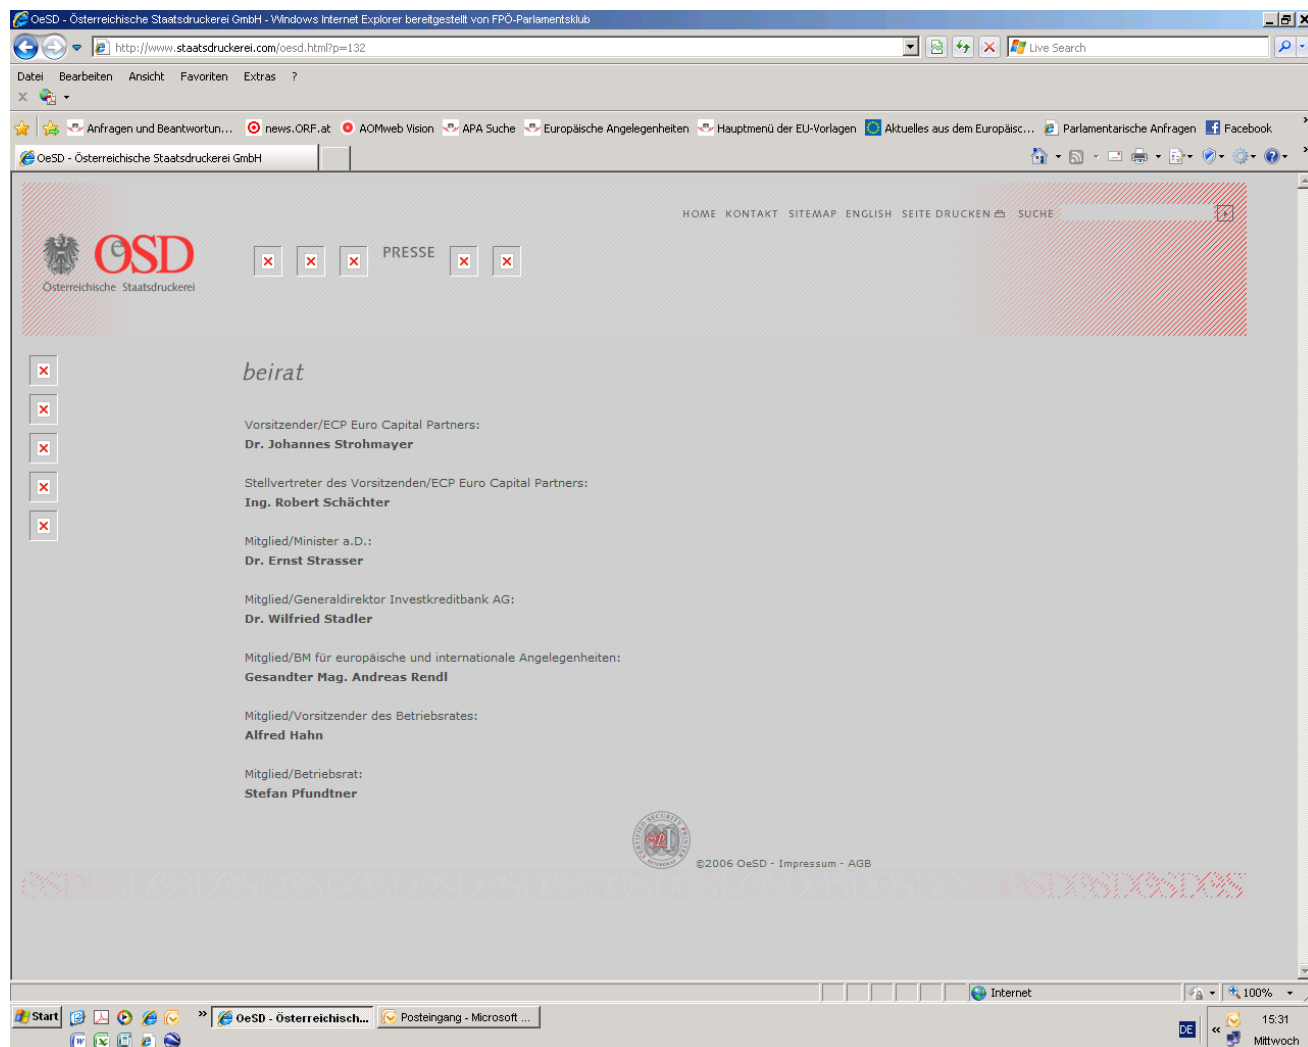 OeSD - Österreichische Staatsdruckerei GmbH - Windows Internet Explorer bereitgestellt von FPÖ-Parlamentsklub
http://www.staatsdruckerei.com/oesd.html?p=132
Live Search
Datei Bearbeiten Ansicht Favoriten Extras ?
Anfragen und Beantwortun... news.ORF.at AOMweb Vision APA Suche Europäische Angelegenheiten Hauptmenü der EU-Vorlagen Aktuelles aus dem Europäisc... Parlamentarische Anfragen Facebook
OeSD - Österreichische Staatsdruckerei GmbH
HOME KONTAKT SITEMAP ENGLISH SEITE DRUCKEN SUCHE
OeSD
Österreichische Staatsdruckerei
PRESSE
beirat
Vorsitzender/ECP Euro Capital Partners:
Dr. Johannes Strohmayer
Stellvertreter des Vorsitzenden/ECP Euro Capital Partners:
Ing. Robert Schächter
Mitglied/Minister a.D.:
Dr. Ernst Strasser
Mitglied/Generaldirektor Investkreditbank AG:
Dr. Wilfried Stadler
Mitglied/BM für europäische und internationale Angelegenheiten:
Gesandter Mag. Andreas Rendl
Mitglied/Vorsitzender des Betriebsrates:
Alfred Hahn
Mitglied/Betriebsrat:
Stefan Pfundtner
CERTIFIED SECURITY PRINTER
©2006 OeSD - Impressum - AGB
Internet
100%
Start
OeSD - Österreichisch...
Posteingang - Microsoft ...
DE
15:31
Mittwoch